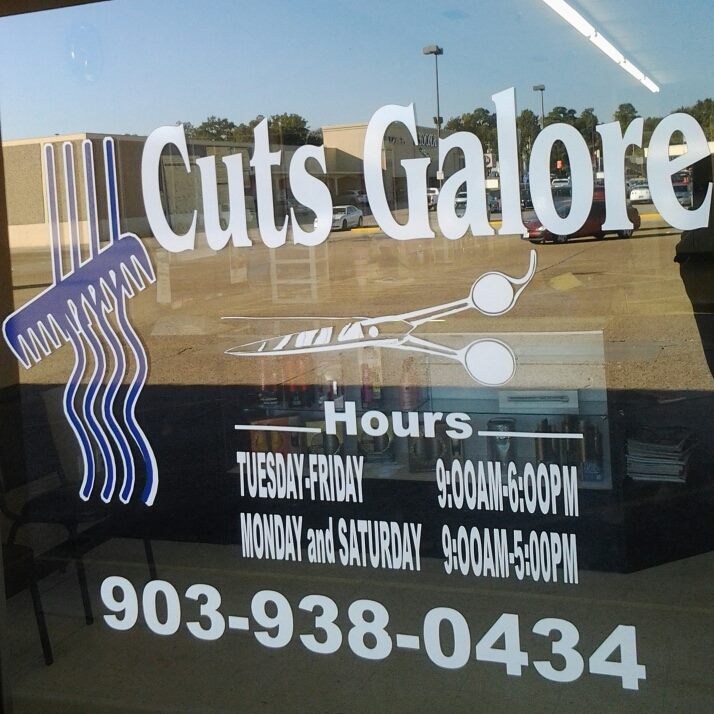 Cuts Galore
Hours
TUESDAY-FRIDAY 9:00AM-6:00PM
MONDAY and SATURDAY 9:00AM-5:00PM
903-938-0434